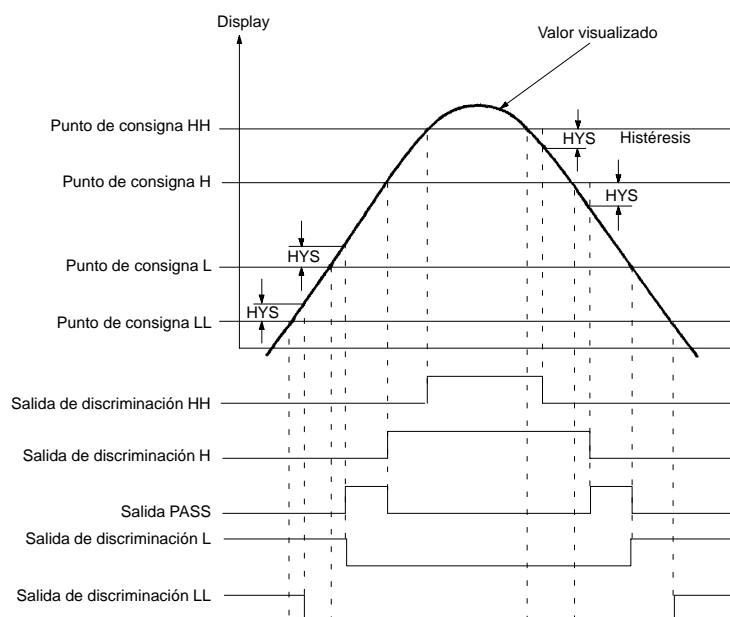 Display
Valor visualizado
Punto de consigna HH
HYS
Histéresis
Punto de consigna H
HYS
HYS
Punto de consigna L
HYS
Punto de consigna LL
Salida de discriminación HH
Salida de discriminación H
Salida PASS
Salida de discriminación L
Salida de discriminación LL